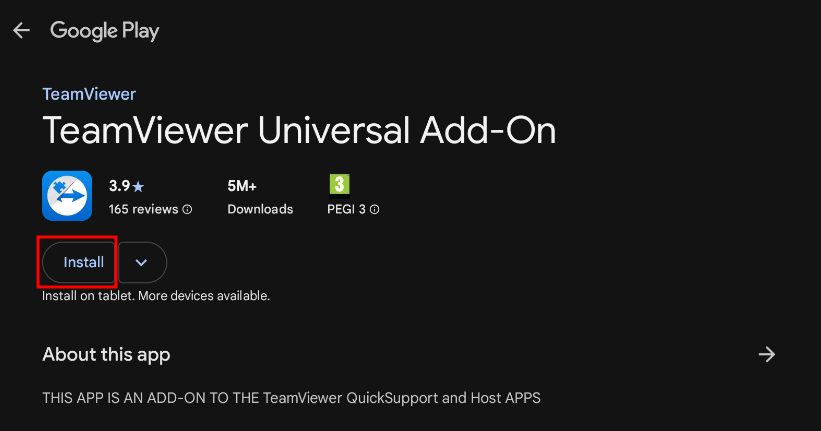 Google Play
TeamViewer
TeamViewer Universal Add-On
3.9★
5M+
3
165 reviews
Downloads
PEGI 3
Install
Install on tablet. More devices available.
About this app
THIS APP IS AN ADD-ON TO THE TeamViewer QuickSupport and Host APPS